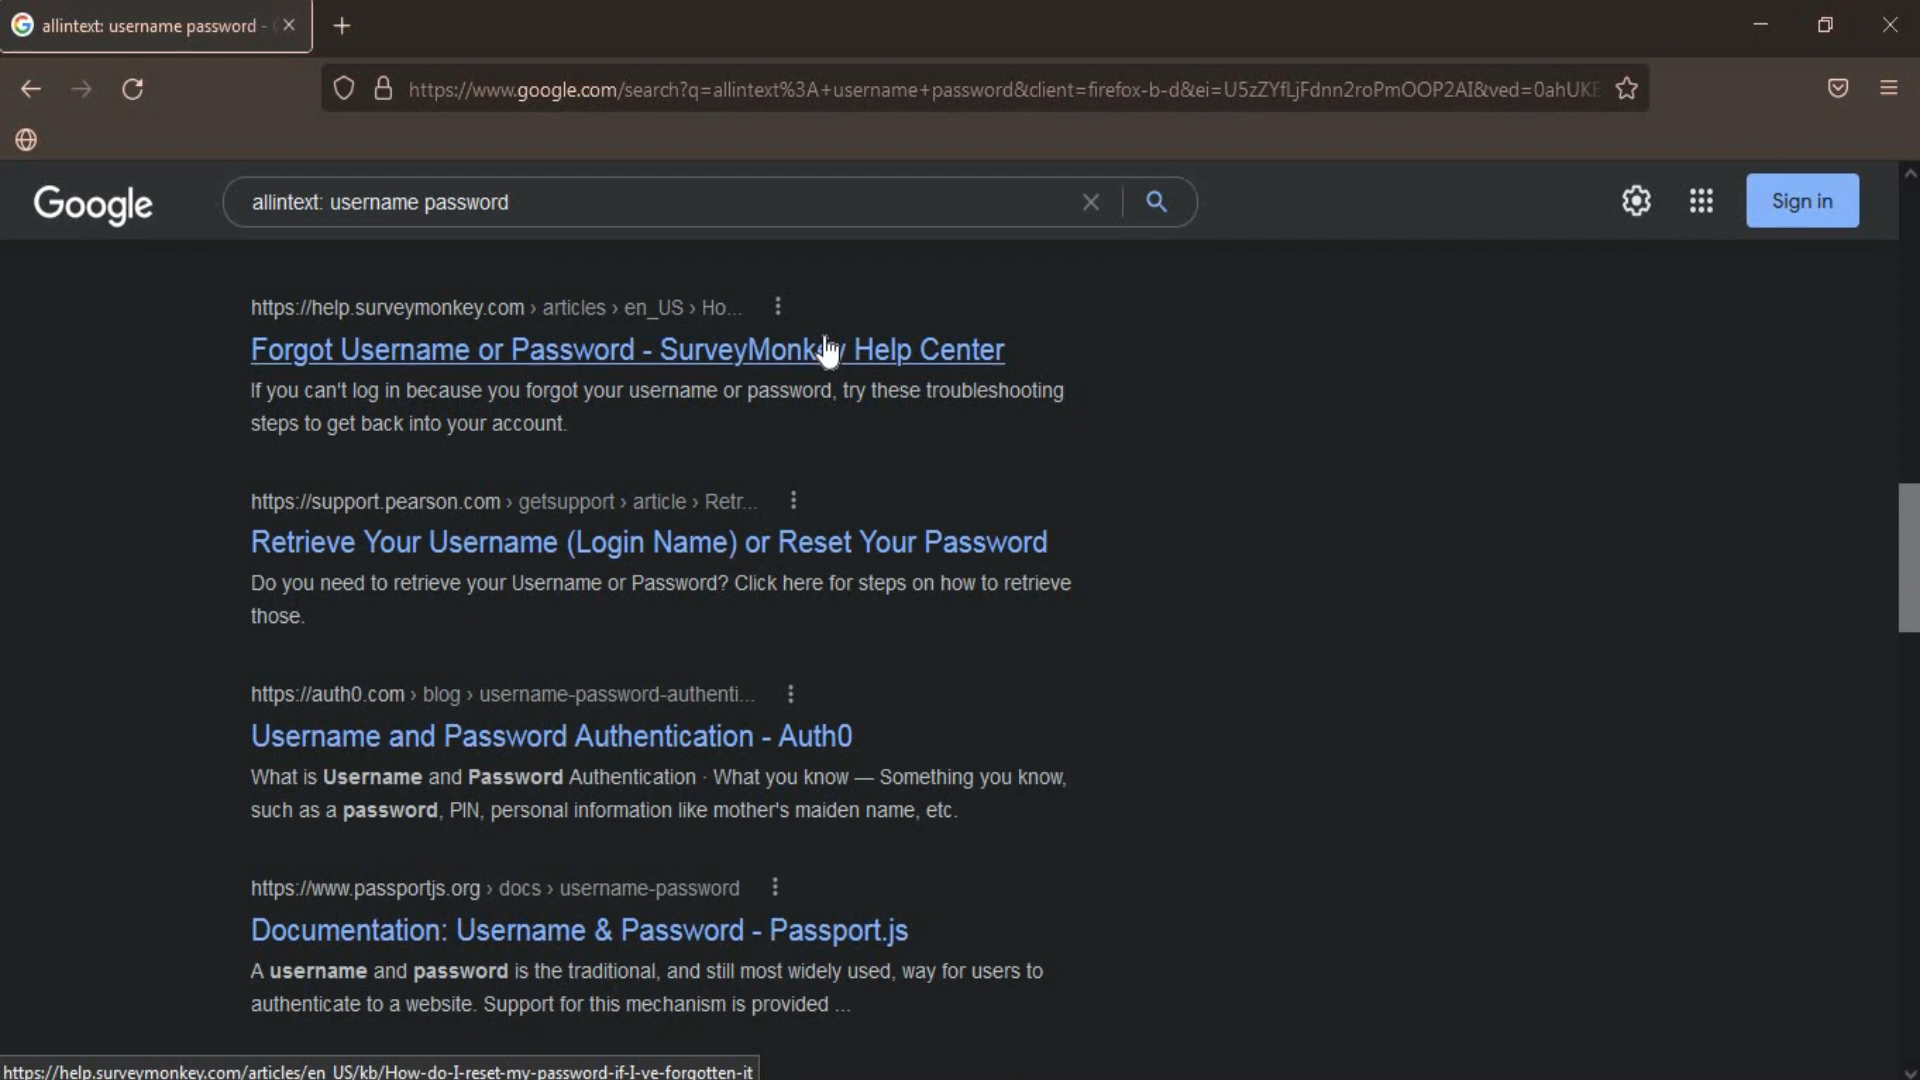 allintext: username password -
https://www.google.com/search?q=allintext%3A+username+password&client=firefox-b-d&ei=U5zZYfLjFdnn2roPmOOP2AI&ved=0ahUKE
Google
allintext: username password
Sign in
https://help.surveymonkey.com › articles › en_US › Ho...
Forgot Username or Password - SurveyMonkey Help Center
If you can't log in because you forgot your username or password, try these troubleshooting
steps to get back into your account.
https://support.pearson.com › getsupport › article › Retr...
Retrieve Your Username (Login Name) or Reset Your Password
Do you need to retrieve your Username or Password? Click here for steps on how to retrieve
those.
https://auth0.com › blog › username-password-authenti...
Username and Password Authentication - Auth0
What is Username and Password Authentication · What you know — Something you know,
such as a password, PIN, personal information like mother's maiden name, etc.
https://www.passportjs.org › docs › username-password
Documentation: Username & Password - Passport.js
A username and password is the traditional, and still most widely used, way for users to
authenticate to a website. Support for this mechanism is provided ...
https://help.surveymonkey.com/articles/en_US/kb/How-do-I-reset-my-password-if-I-ve-forgotten-it